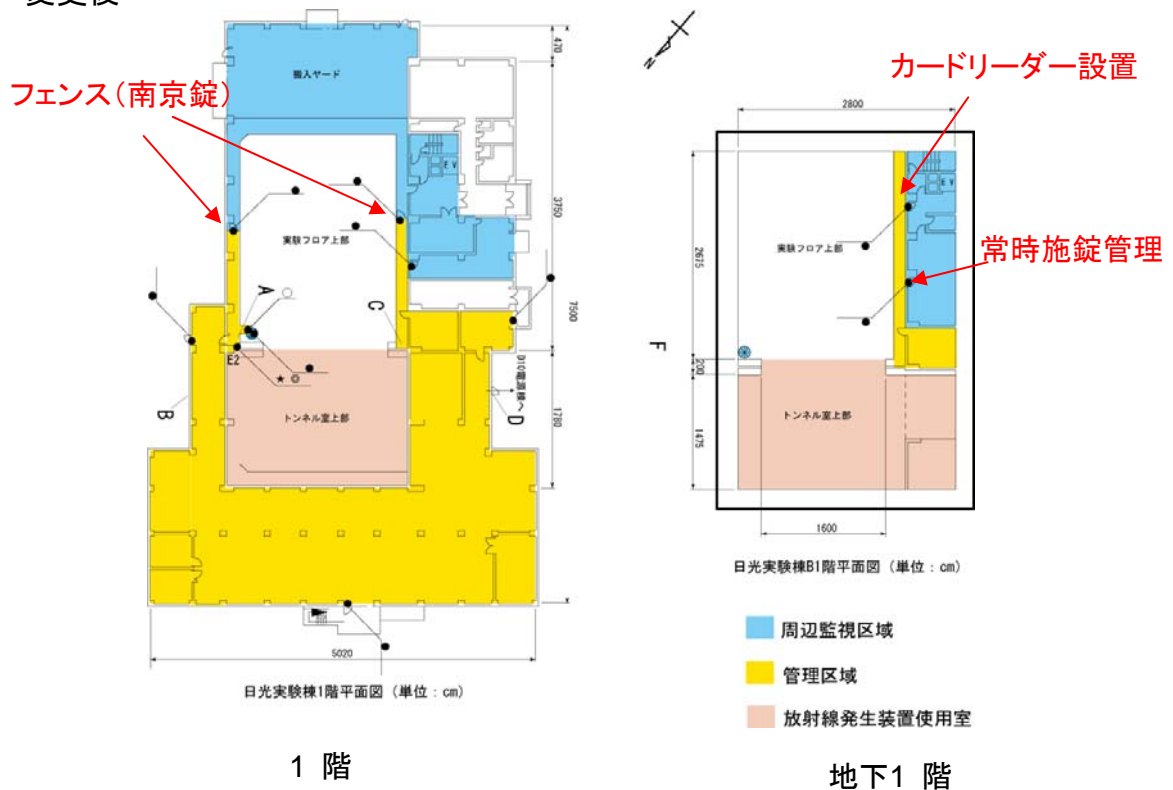 変更後
フェンス（南京錠）
搬入ヤード
EV
実験フロア上部
A
C
E2
B
トンネル室上部
D
D10電源棟へ
470
3750
7500
1780
5020
日光実験棟1階平面図（単位：cm）
1 階
カードリーダー設置
2800
EV
実験フロア上部
常時施錠管理
2675
F
200
トンネル室上部
1475
1600
日光実験棟B1階平面図（単位：cm）
周辺監視区域
管理区域
放射線発生装置使用室
地下1 階